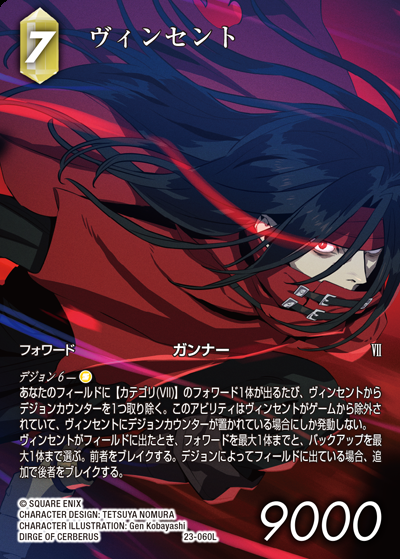 7
ヴィンセント
フォワード ガンナー VII
デジョン 6 ―
あなたのフィールドに【カテゴリ(VII)】のフォワード1体が出るたび、ヴィンセントから
デジョンカウンターを1つ取り除く。このアビリティはヴィンセントがゲームから除外さ
れていて、ヴィンセントにデジョンカウンターが置かれている場合にしか発動しない。
ヴィンセントがフィールドに出たとき、フォワードを最大1体までと、バックアップを最
大1体まで選ぶ。前者をブレイクする。デジョンによってフィールドに出ている場合、追
加で後者をブレイクする。
© SQUARE ENIX
CHARACTER DESIGN: TETSUYA NOMURA
CHARACTER ILLUSTRATION: Gen Kobayashi
DIRGE OF CERBERUS 23-060L
9000